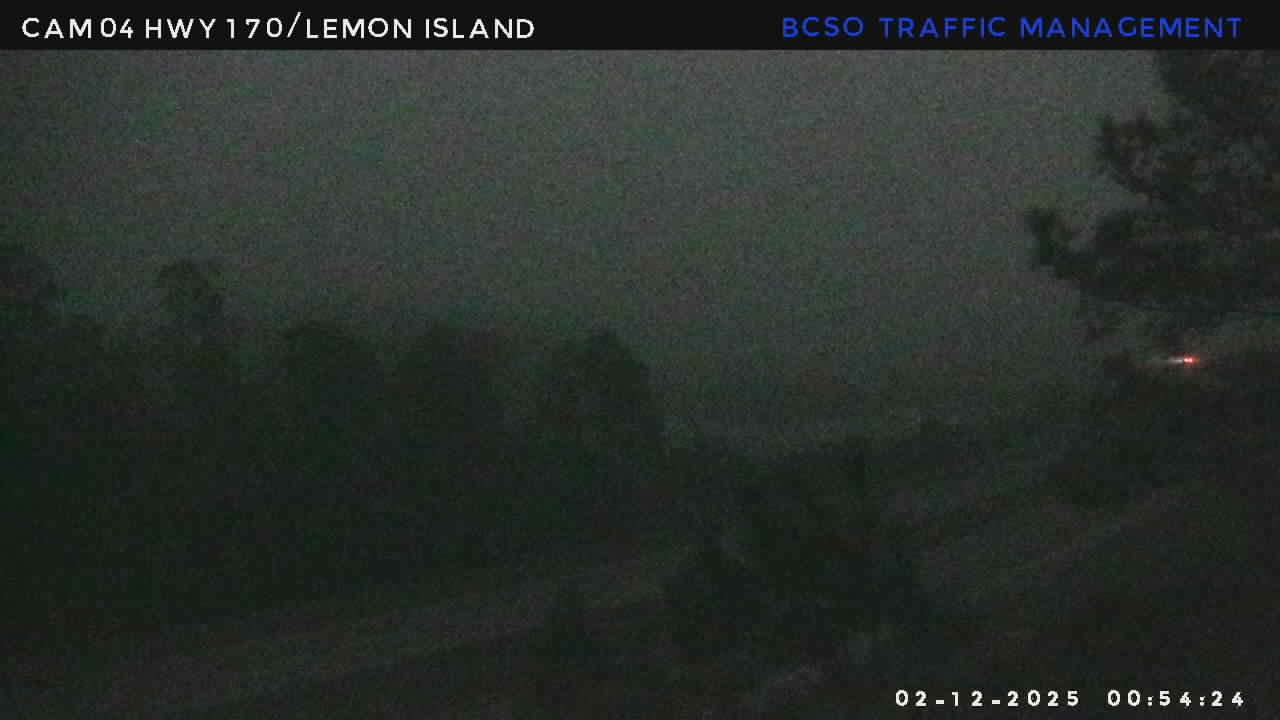 CAM04 HWY 170/LEMON ISLAND
BCSO TRAFFIC MANAGEMENT
02-12-2025 00:54:24